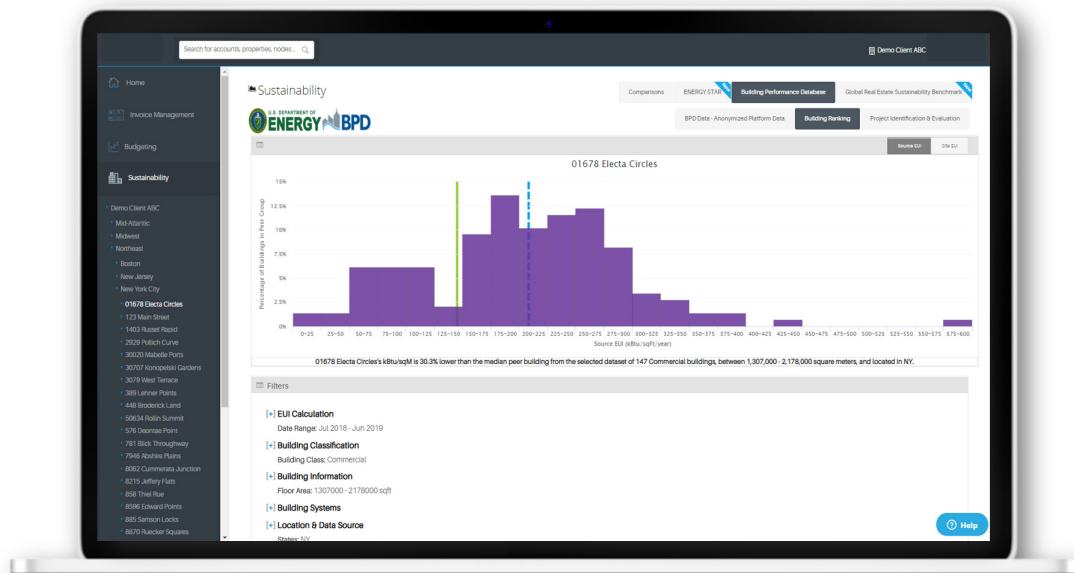 Search for accounts, properties, nodes...
Demo Client ABC
Home
Invoice Management
Budgeting
Sustainability
Demo Client ABC
Mid-Atlantic
Midwest
Northeast
Boston
New Jersey
New York City
01678 Electa Circles
123 Main Street
1403 Russel Rapid
2929 Pollich Curve
30020 Mabelle Ports
30707 Konopelski Gardens
3079 West Terrace
389 Lehner Points
448 Broderick Land
50634 Rollin Summit
576 Deontae Point
781 Blick Throughway
7946 Abshire Plains
8062 Cummerata Junction
8215 Jeffery Flats
858 Thiel Rue
8596 Edward Points
885 Samson Locks
8870 Ruecker Squares
Sustainability
Comparisons
ENERGY STAR
Building Performance Database
Global Real Estate Sustainability Benchmark
U.S. DEPARTMENT OF
ENERGY BPD
BPD Data - Anonymized Platform Data
Building Ranking
Project Identification & Evaluation
Source EUI
Site EUI
01678 Electa Circles
Percentage of Buildings in Peer Group
15%
12.5%
10%
7.5%
5%
2.5%
0%
0-25 25-50 50-75 75-100 100-125 125-150 150-175 175-200 200-225 225-250 250-275 275-300 300-325 325-350 350-375 375-400 400-425 425-450 450-475 475-500 500-525 525-550 550-575 575-600
Source EUI (kBtu/sqFt/year)
01678 Electa Circles's kBtu/sqM is 30.3% lower than the median peer building from the selected dataset of 147 Commercial buildings, between 1,307,000 - 2,178,000 square meters, and located in NY.
Filters
[+] EUI Calculation
Date Range: Jul 2018 - Jun 2019
[+] Building Classification
Building Class: Commercial
[+] Building Information
Floor Area: 1307000 - 2178000 sqft
[+] Building Systems
[+] Location & Data Source
States: NY
Help